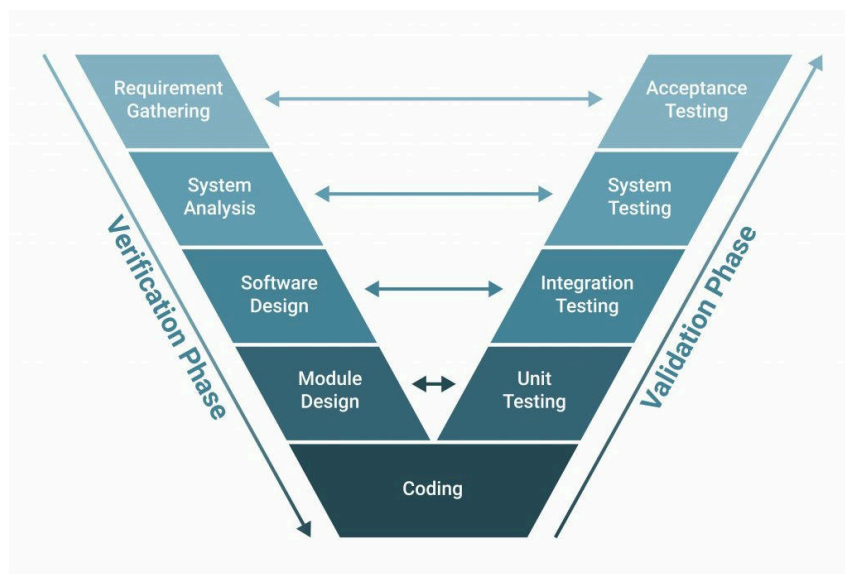 Requirement
Gathering
Acceptance
Testing
System
Analysis
System
Testing
Software
Design
Integration
Testing
Module
Design
Unit
Testing
Coding
Verification Phase
Validation Phase